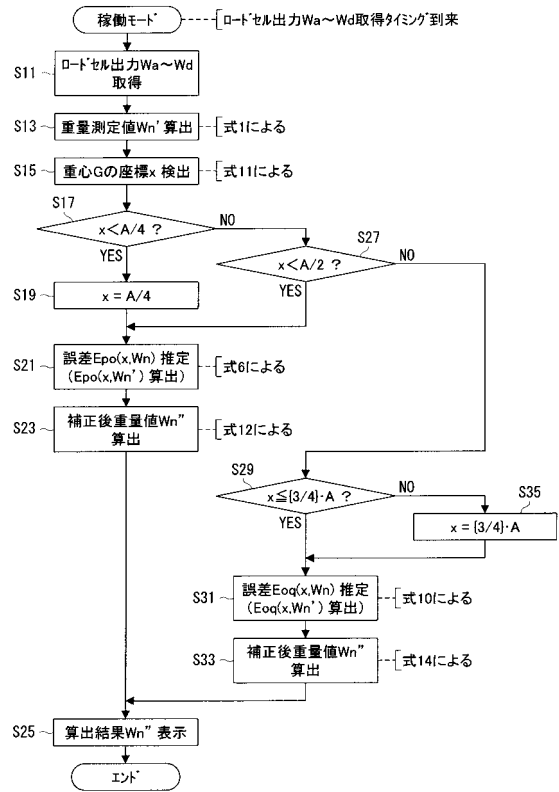 稼働モード
ロードセル出力Wa～Wd取得タイミング到来
S11
ロードセル出力Wa～Wd
取得
S13
重量測定値Wn’算出
式1による
S15
重心Gの座標x 検出
式11による
S17
x＜A/4 ？
NO
YES
S27
x＜A/2 ？
NO
YES
S19
x = A/4
S21
誤差Epo(x,Wn) 推定
(Epo(x,Wn’) 算出)
式6による
S23
補正後重量値Wn”
算出
式12による
S29
x≦{3/4}・A ？
NO
YES
S35
x = {3/4}・A
S31
誤差Eoq(x,Wn) 推定
(Eoq(x,Wn’) 算出)
式10による
S33
補正後重量値Wn”
算出
式14による
S25
算出結果Wn” 表示
エンド